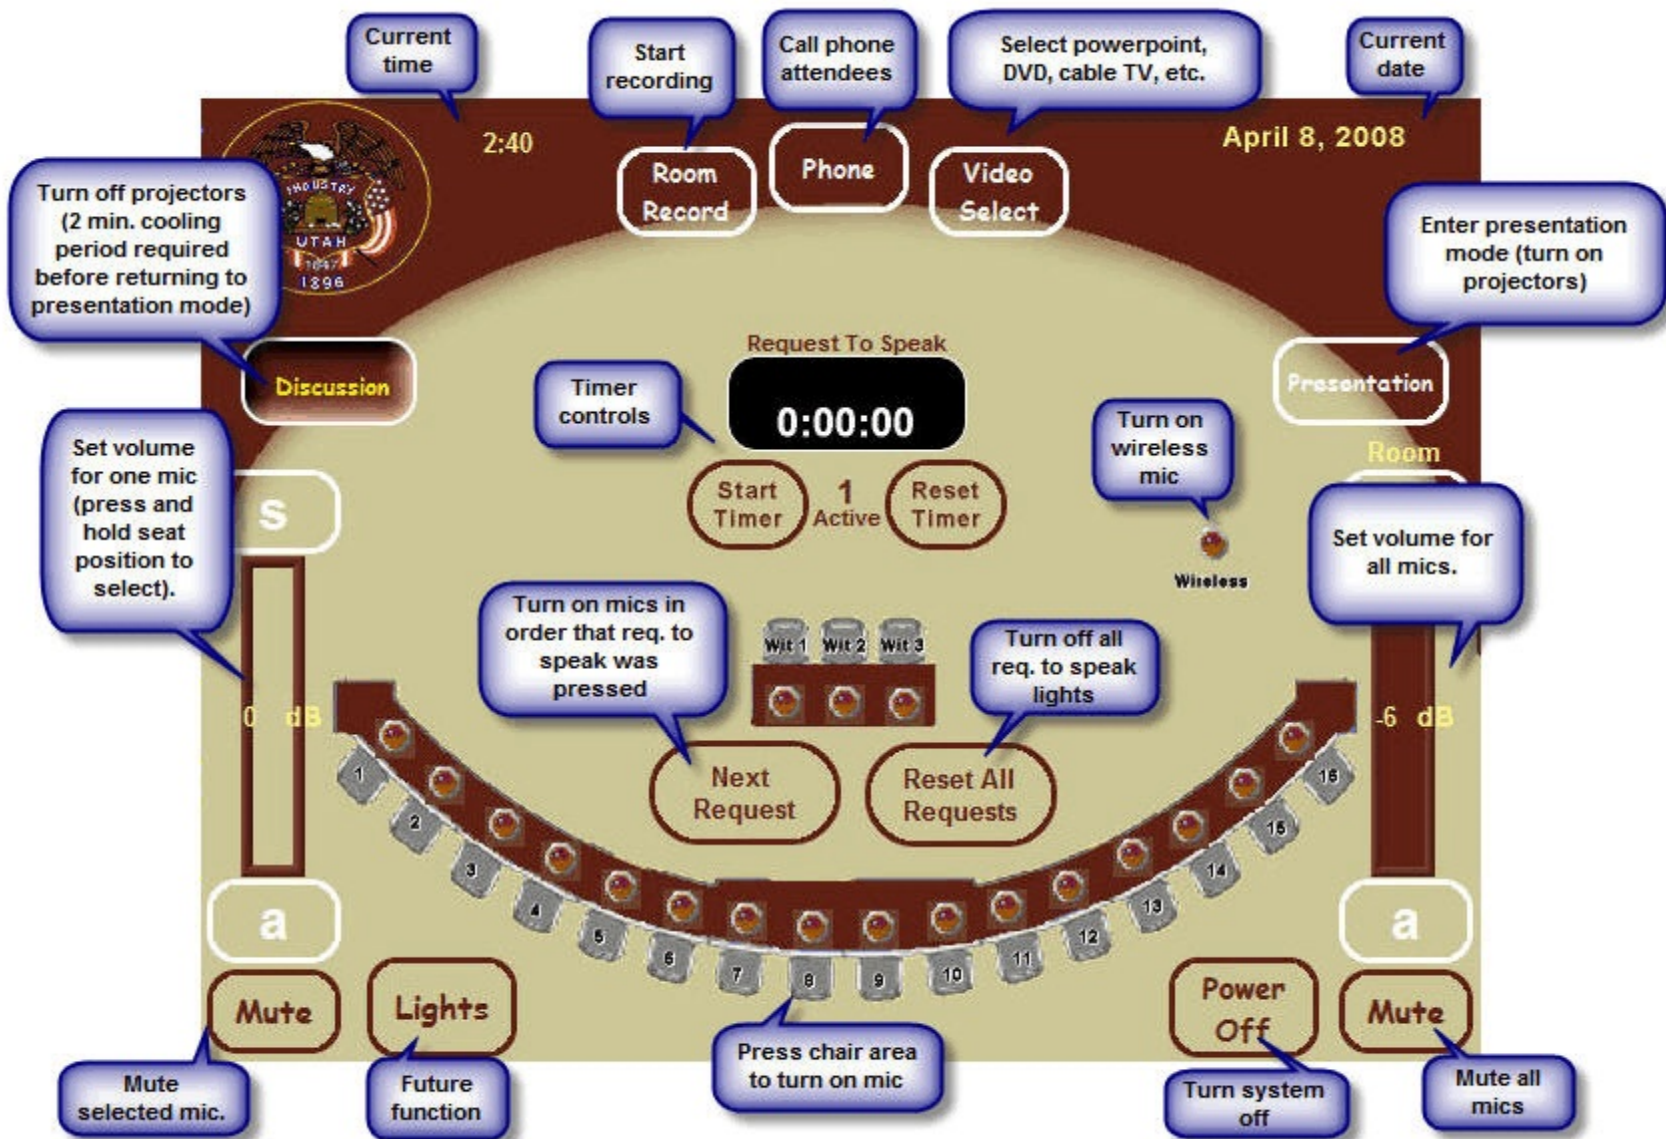 Current
time
Start
recording
Call phone
attendees
Select powerpoint,
DVD, cable TV, etc.
Current
date
2:40
April 8, 2008
Room
Record
Phone
Video
Select
INDUSTRY
UTAH
1847
1896
Turn off projectors
(2 min. cooling
period required
before returning to
presentation mode)
Enter presentation
mode (turn on
projectors)
Discussion
Request To Speak
0:00:00
Presentation
Timer
controls
Start
Timer
1
Active
Reset
Timer
Turn on
wireless
mic
Wireless
Room
Set volume
for one mic
(press and
hold seat
position to
select).
s
Set volume for
all mics.
Turn on mics in
order that req. to
speak was
pressed
Wit 1 Wit 2 Wit 3
Turn off all
req. to speak
lights
0 dB
-6 dB
Next
Request
Reset All
Requests
1
2
3
4
5
6
7
8
9
10
11
12
13
14
15
16
a
a
Mute
Lights
Power
Off
Mute
Press chair area
to turn on mic
Mute
selected mic.
Future
function
Turn system
off
Mute all
mics